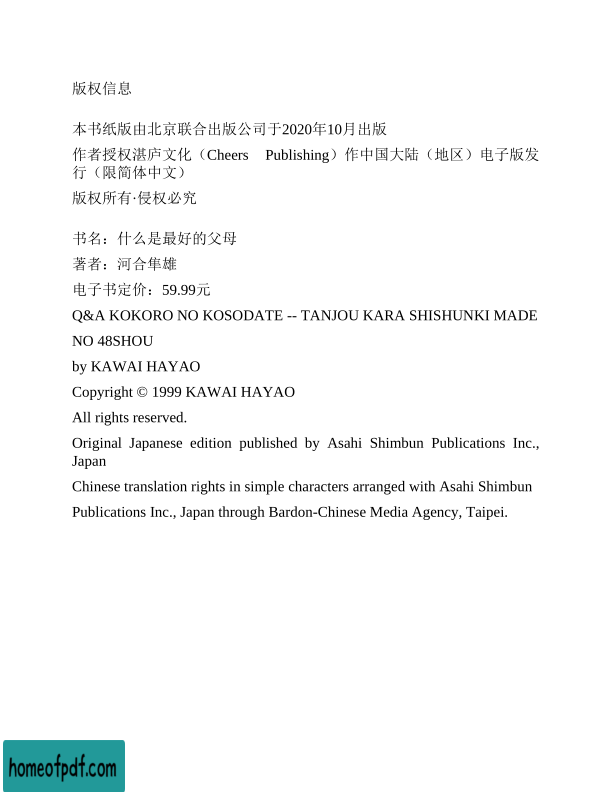 版权信息
本书纸版由北京联合出版公司于2020年10月出版
作者授权湛庐文化（Cheers Publishing）作中国大陆（地区）电子版发
行（限简体中文）
版权所有·侵权必究
书名：什么是最好的父母
著者：河合隼雄
电子书定价：59.99元
Q&A KOKORO NO KOSODATE -- TANJOU KARA SHISHUNKI MADE
NO 48SHOU
by KAWAI HAYAO
Copyright © 1999 KAWAI HAYAO
All rights reserved.
Original Japanese edition published by Asahi Shimbun Publications Inc.,
Japan
Chinese translation rights in simple characters arranged with Asahi Shimbun
Publications Inc., Japan through Bardon-Chinese Media Agency, Taipei.
homeofpdf.com